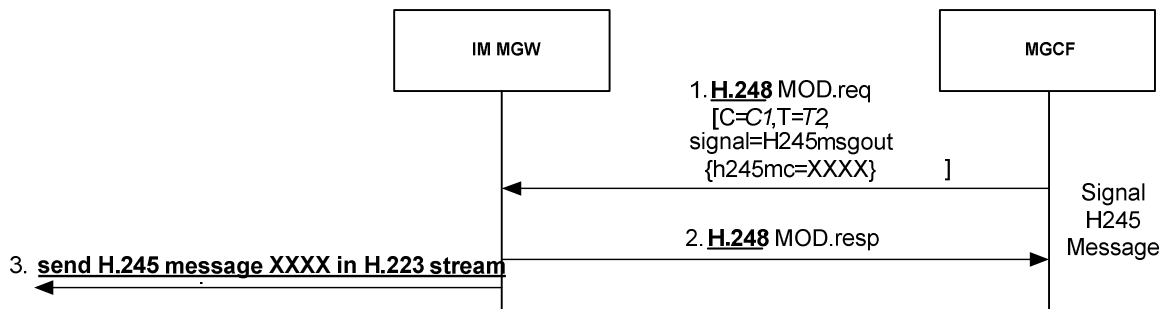 IM MGW
MGCF
1. H.248 MOD.req
[C=C1,T=T2,
signal=H245msgout
{h245mc=XXXX} ]
Signal
H245
Message
2. H.248 MOD.resp
3. send H.245 message XXXX in H.223 stream